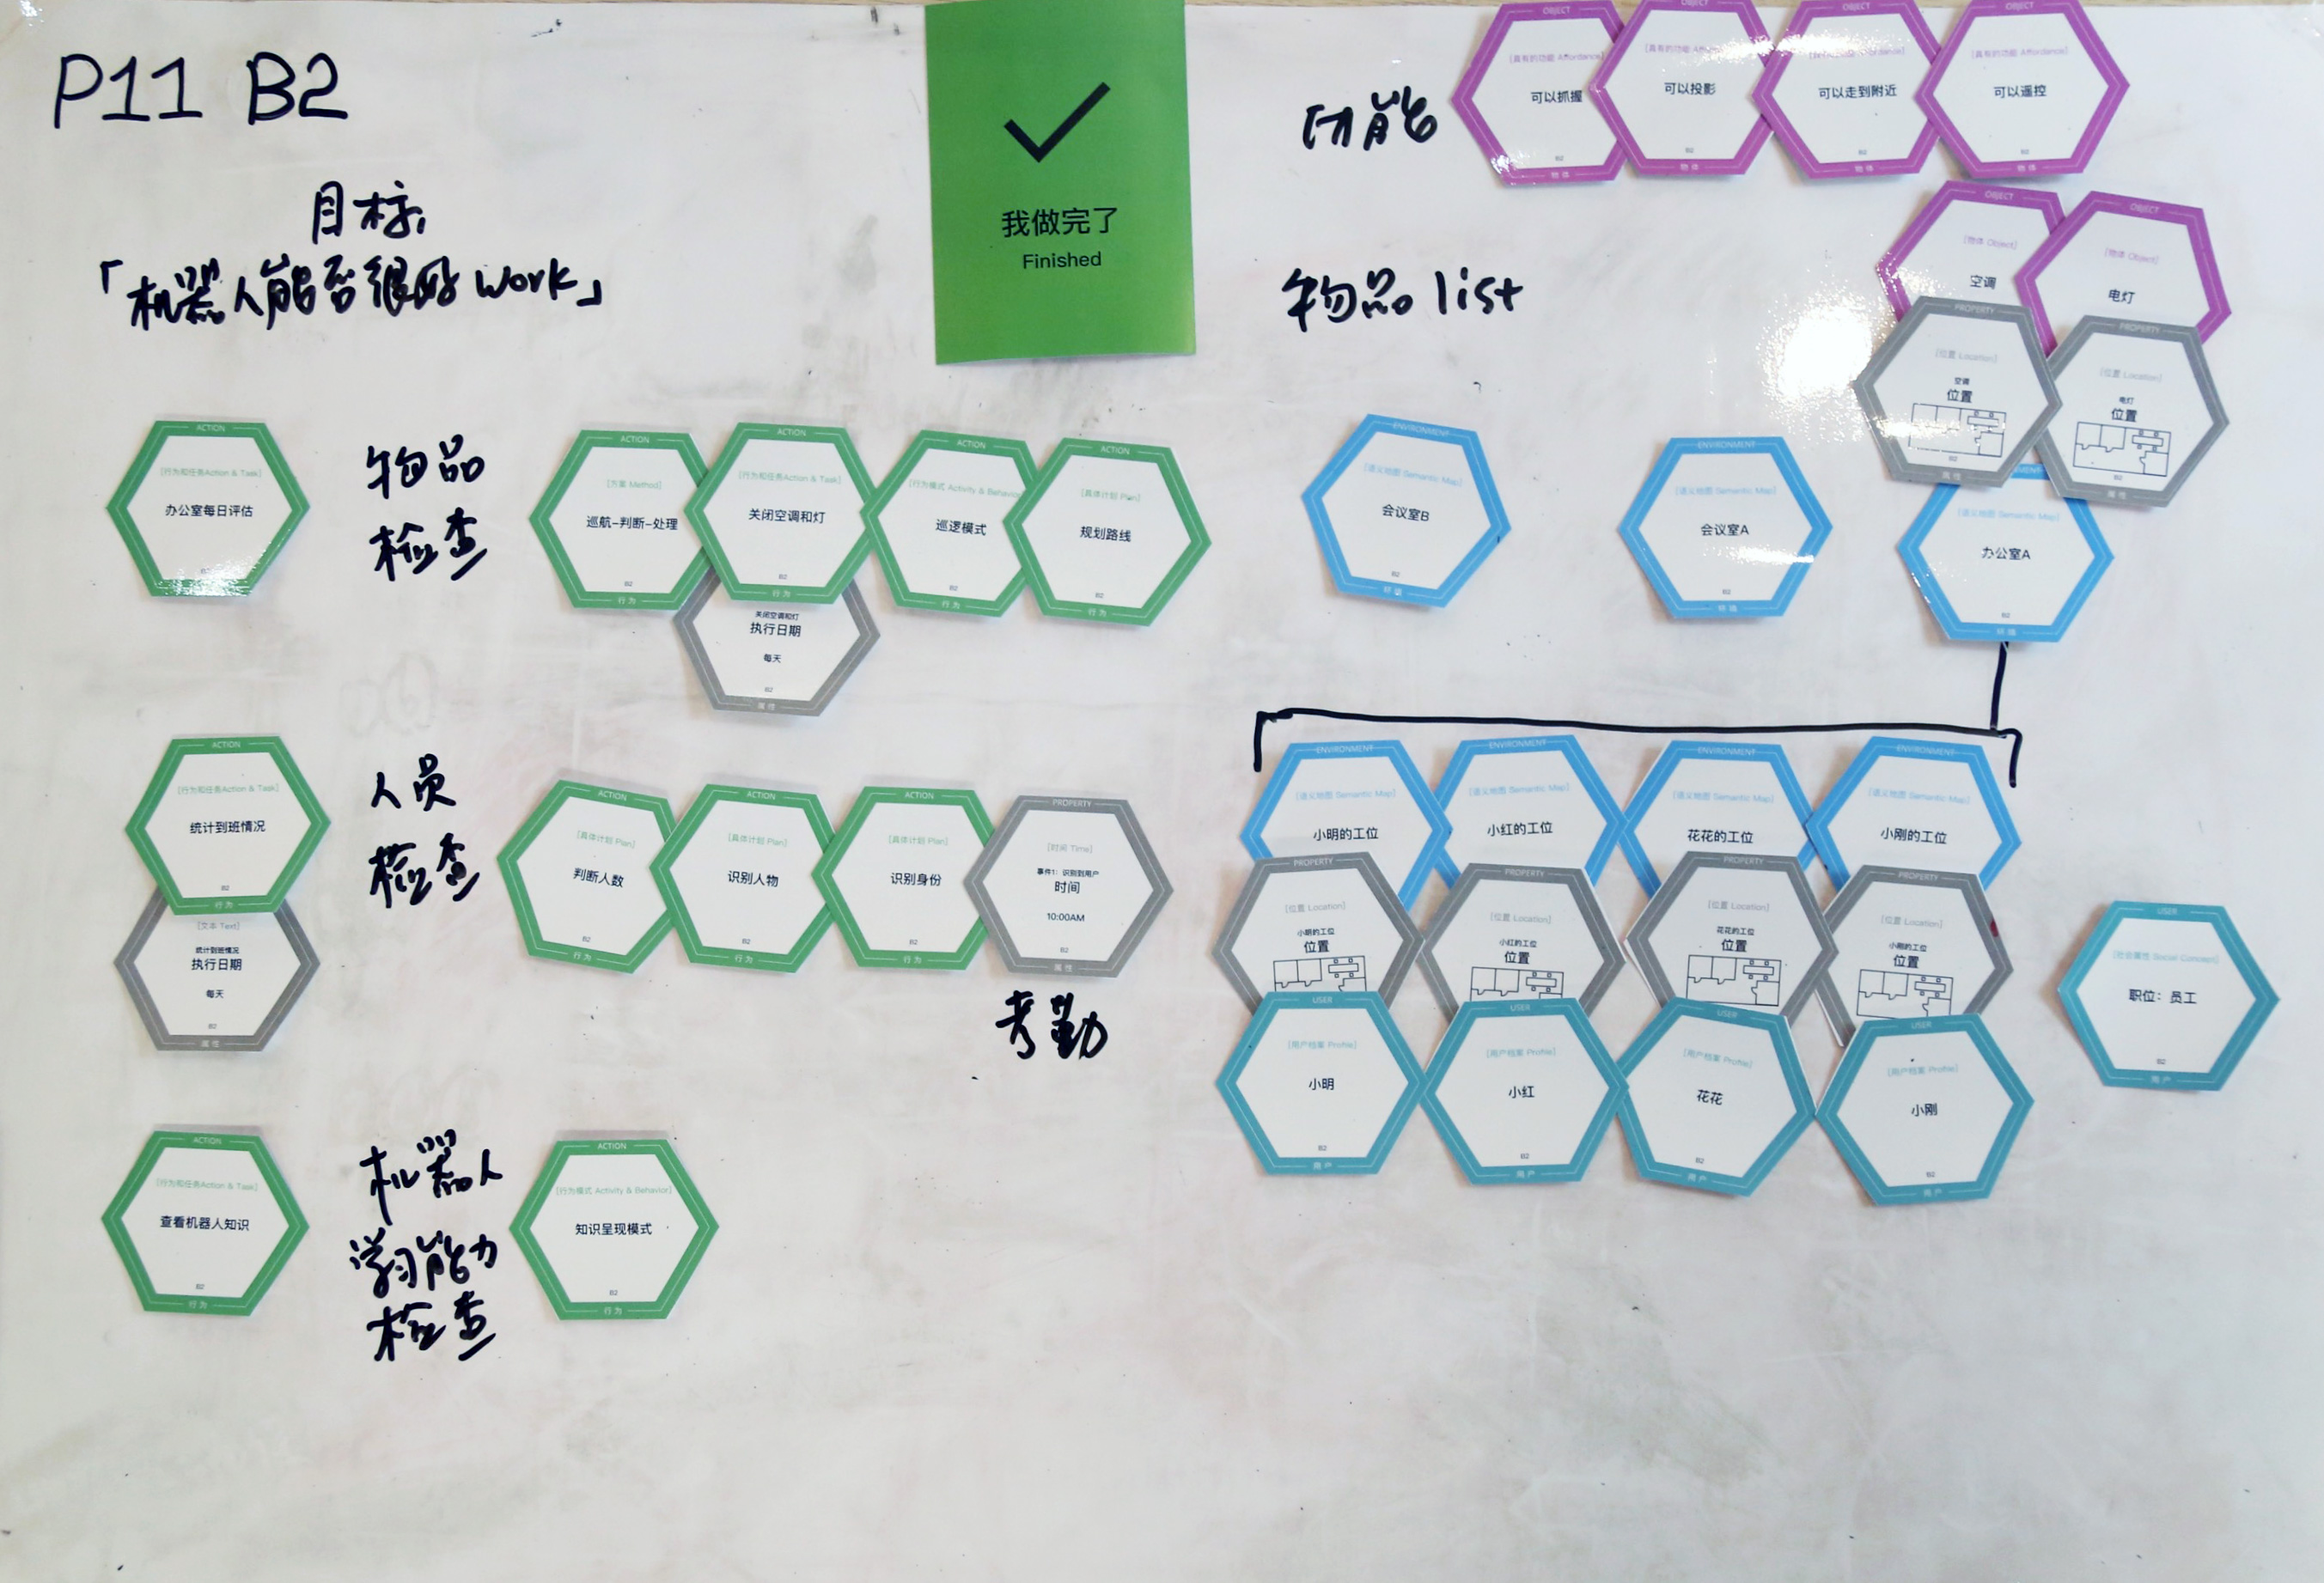 P11 B2
目标,
「机器人能否很好work」
我做完了
Finished
功能
OBJECT
[具有的功能 Affordance]
可以抓握
B2
物 体
OBJECT
可以投影
B2
物 体
OBJECT
可以走到附近
B2
物 体
OBJECT
[具有的功能 Affordance]
可以遥控
B2
物 体
物品 list
OBJECT
[物体 Object]
空调
OBJECT
[物体 Object]
电灯
PROPERTY
[位置 Location]
空调
位置
B2
属 性
PROPERTY
[位置 Location]
电灯
位置
B2
属 性
ACTION
[行为和任务Action & Task]
办公室每日评估
物品
检查
ACTION
[方案 Method]
巡航-判断-处理
B2
行 为
ACTION
[行为和任务Action & Task]
关闭空调和灯
B2
行 为
关闭空调和灯
执行日期
每天
B2
属 性
ACTION
[行为模式 Activity & Behavior
巡逻模式
B2
行 为
ACTION
[具体计划 Plan]
规划路线
B2
行 为
ENVIRONMENT
[语义地图 Semantic Map]
会议室B
B2
环 境
ENVIRONMENT
[语义地图 Semantic Map]
会议室A
B2
环 境
MENT
[语义地图 Semantic Map]
办公室A
B2
环 境
ACTION
[行为和任务Action & Task]
统计到班情况
B2
行 为
[文本 Text]
统计到班情况
执行日期
每天
B2
属 性
人员
检查
ACTION
[具体计划 Plan]
判断人数
B2
行 为
ACTION
[具体计划 Plan]
识别人物
B2
行 为
ACTION
[具体计划 Plan]
识别身份
B2
行 为
PROPERTY
[时间 Time]
事件1：识别到用户
时间
10:00AM
B2
属 性
考勤
ENVIRONMENT
[语义地图 Semantic Map]
小明的工位
ENVIRONMENT
[语义地图 Semantic Map]
小红的工位
ENVIRONMENT
[语义地图 Semantic Map]
花花的工位
ENVIRONMENT
[语义地图 Semantic Map]
小刚的工位
PROPERTY
[位置 Location]
小明的工位
位置
PROPERTY
[位置 Location]
小红的工位
位置
PROPERTY
[位置 Location]
花花的工位
位置
PROPERTY
[位置 Location]
小刚的工位
位置
USER
[用户档案 Profile]
小明
B2
用 户
USER
[用户档案 Profile]
小红
B2
用 户
USER
[用户档案 Profile]
花花
B2
用 户
USER
[用户档案 Profile]
小刚
B2
用 户
USER
[社会属性 Social Concept]
职位：员工
B2
用 户
ACTION
[行为和任务Action & Task]
查看机器人知识
B2
行 为
机器人
学习能力
检查
ACTION
[行为模式 Activity & Behavior]
知识呈现模式
B2
行 为